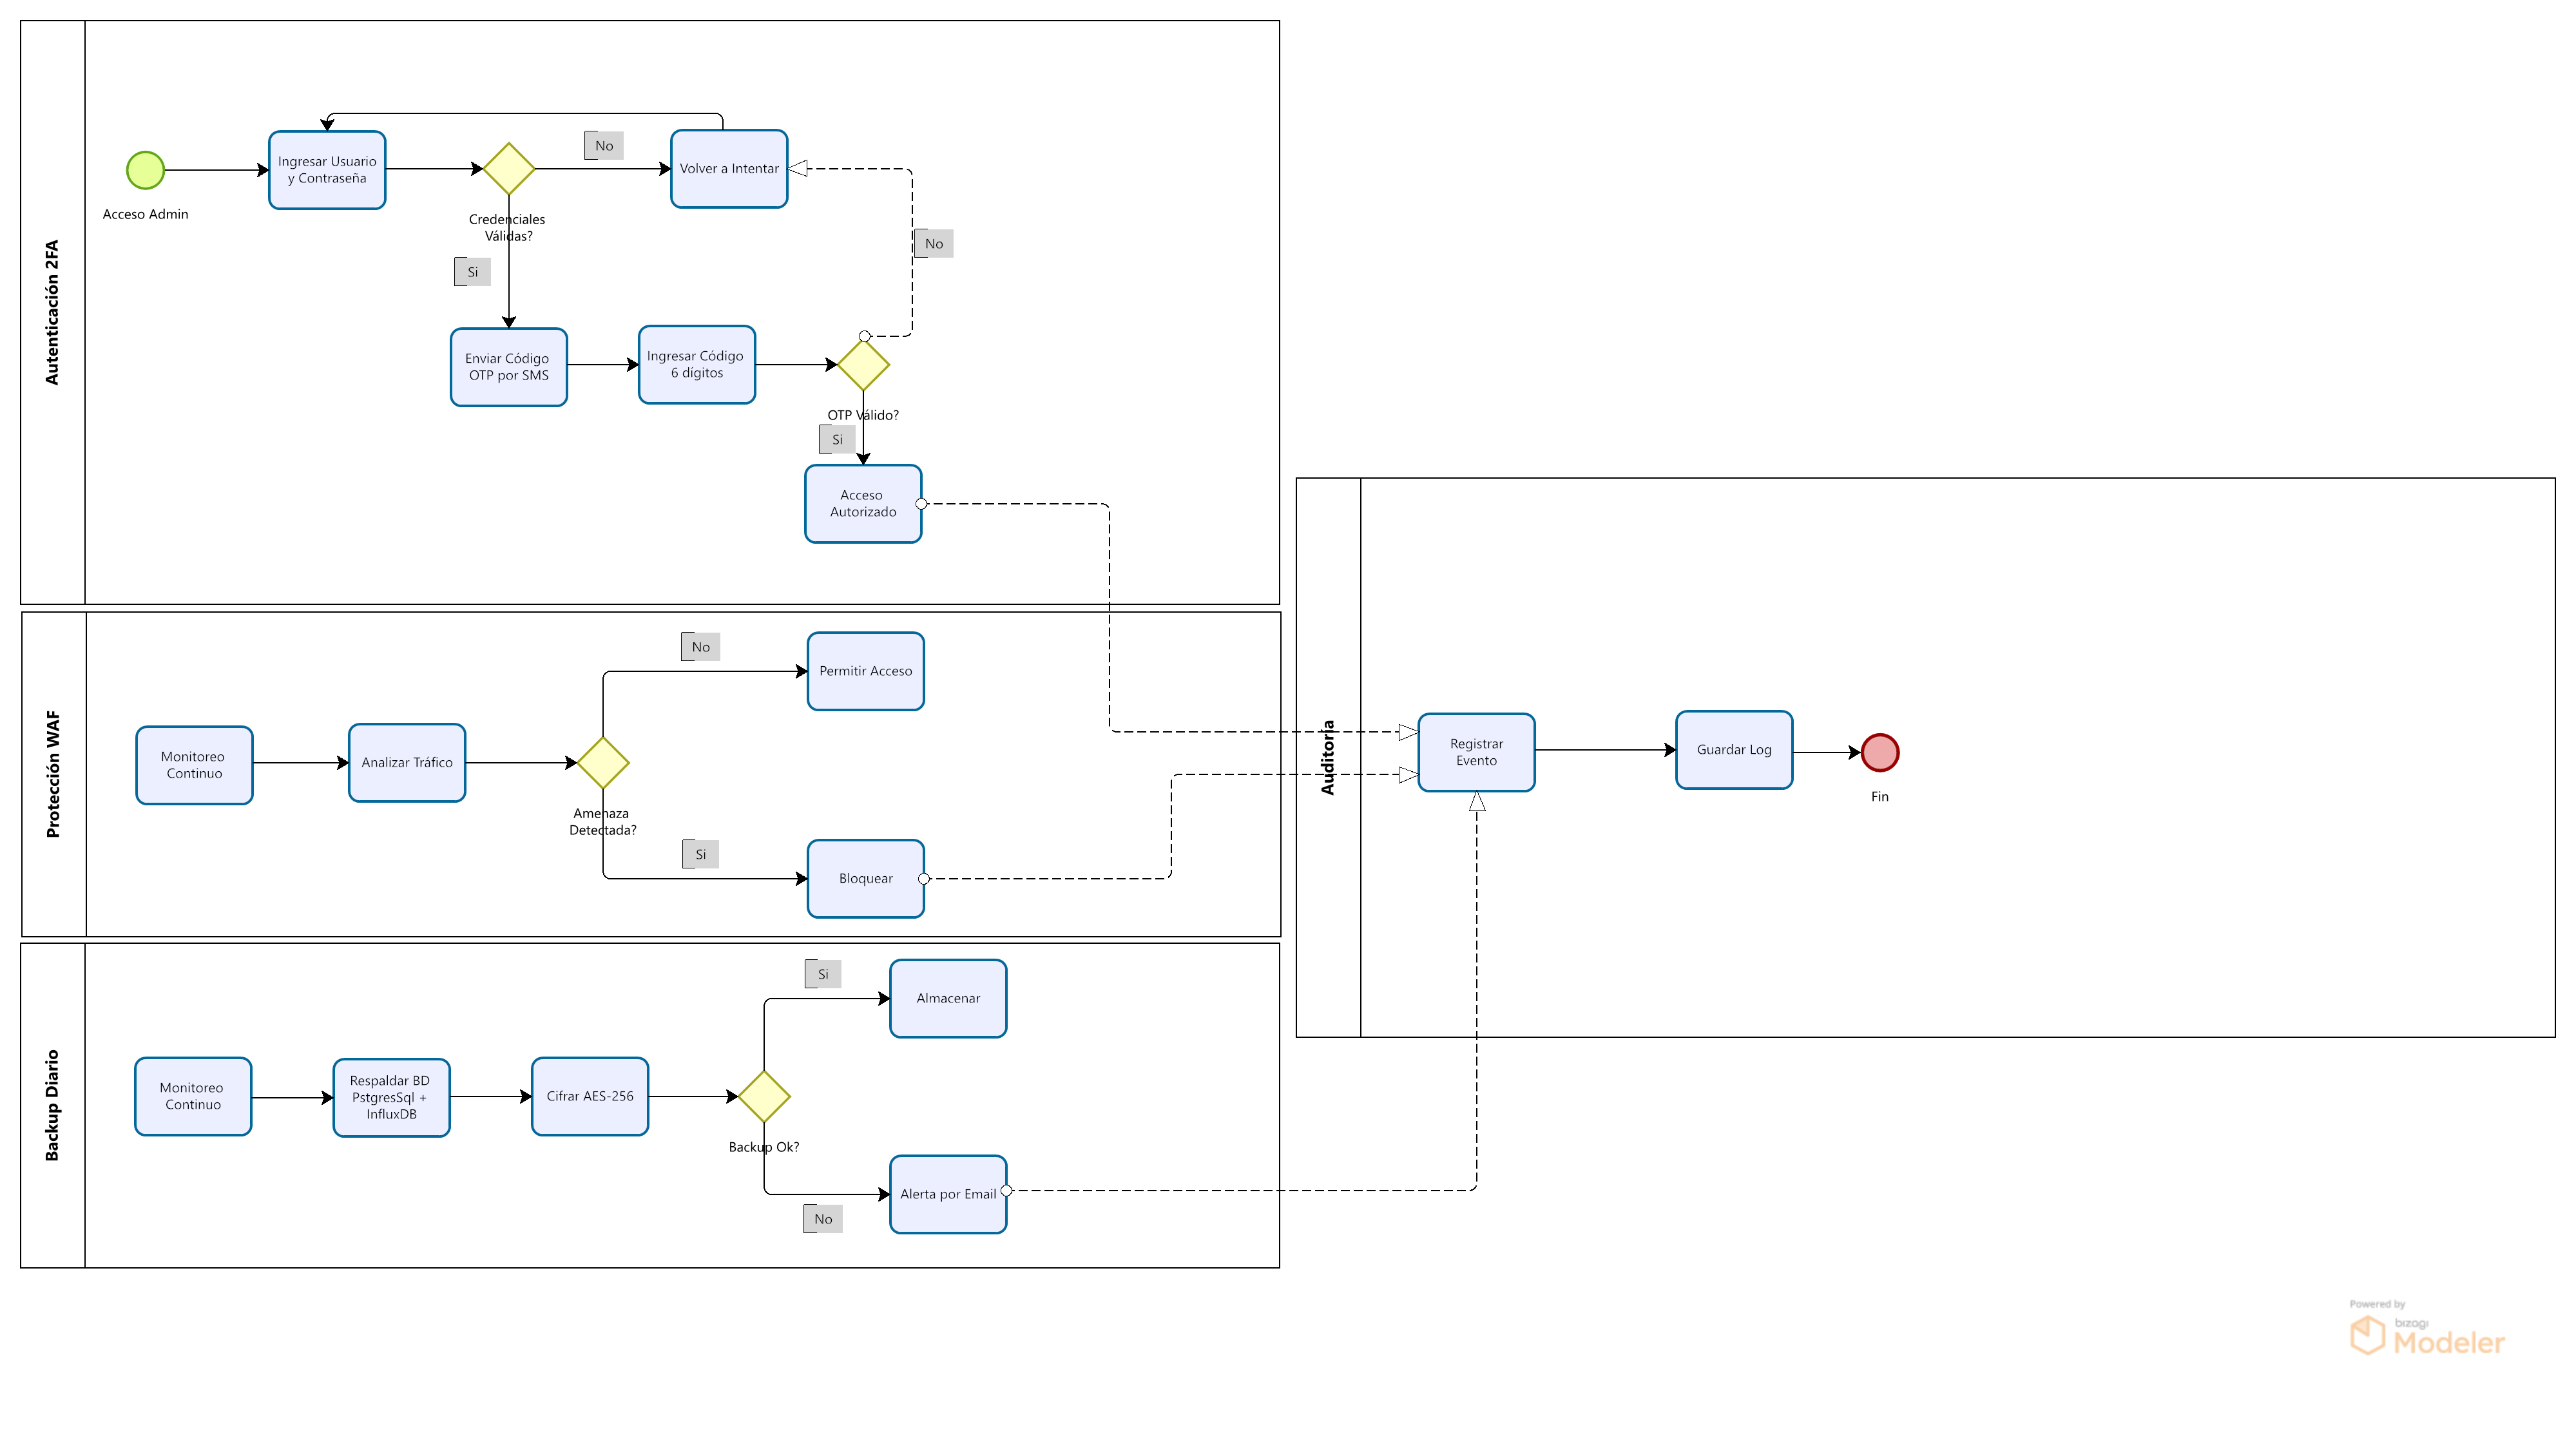 Autenticación 2FA
Acceso Admin
Ingresar Usuario
y Contraseña
Credenciales
Válidas?
No
Volver a Intentar
Si
No
Enviar Código
OTP por SMS
Ingresar Código
6 dígitos
OTP Válido?
Si
Acceso
Autorizado
Protección WAF
Monitoreo
Continuo
Analizar Tráfico
Amenaza
Detectada?
No
Permitir Acceso
Si
Bloquear
Backup Diario
Monitoreo
Continuo
Respaldar BD
PstgresSql +
InfluxDB
Cifrar AES-256
Backup Ok?
Si
Almacenar
No
Alerta por Email
Auditoria
Registrar
Evento
Guardar Log
Fin
Powered by
bizagi
Modeler